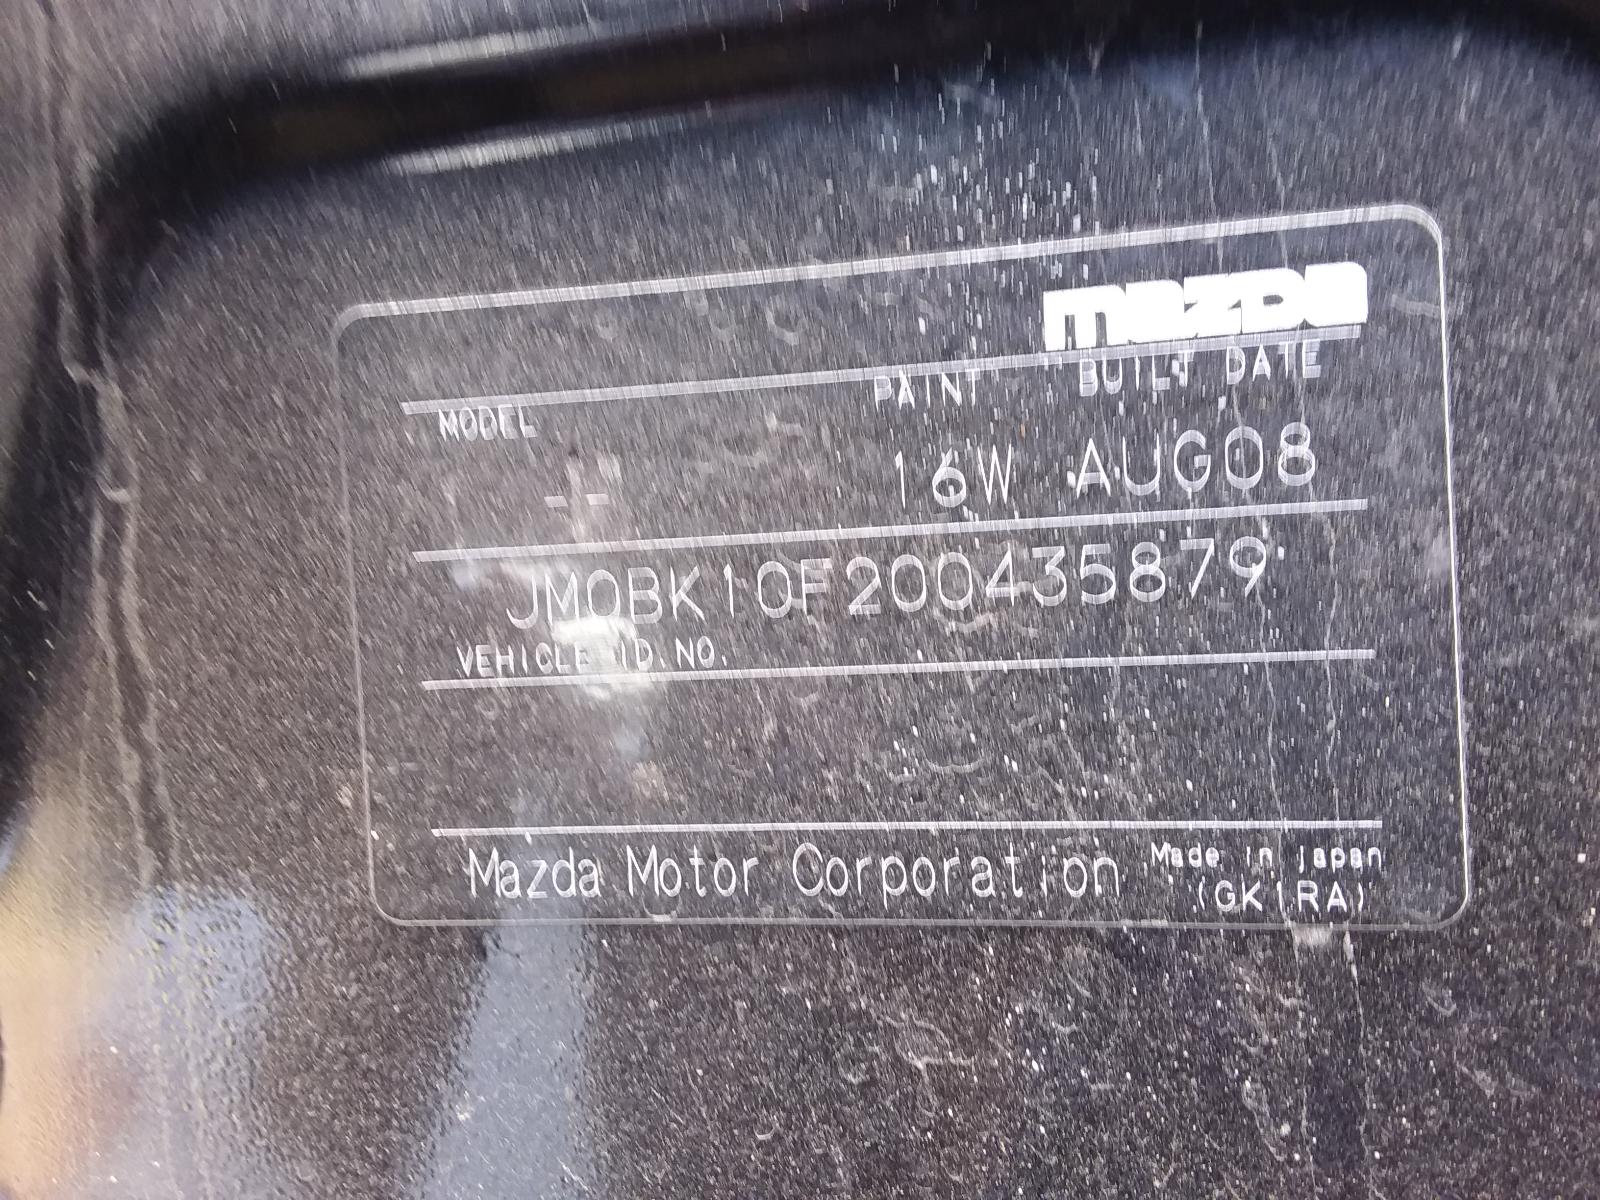 mazda
MODEL PAINT BUILT DATE
-- 16W AUG08
JM0BK10F200435879
VEHICLE ID.NO.
Mazda Motor Corporation Made in japan
(GK1RA)